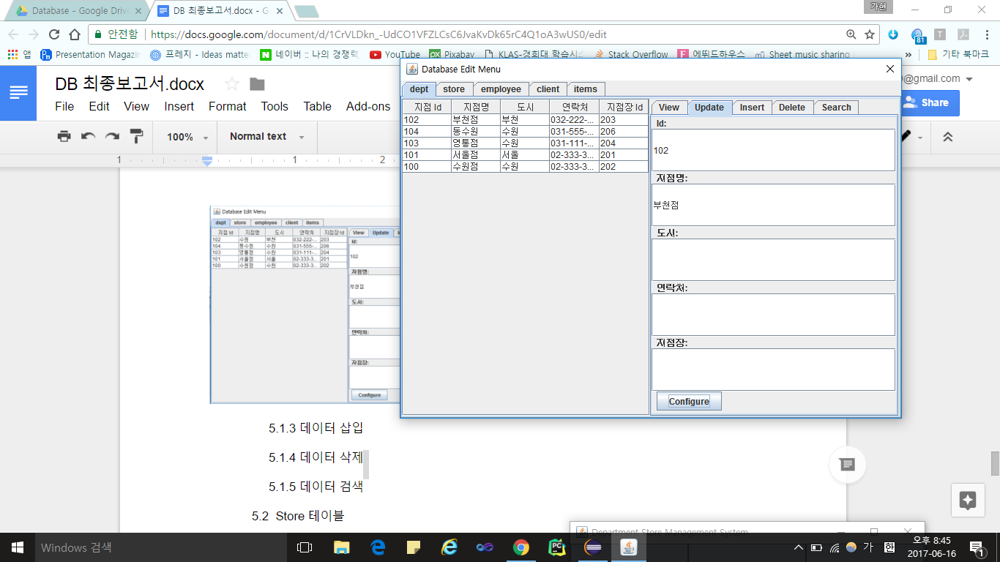 가현
Database - Google Drive
DB 최종보고서.docx - G
안전함 https://docs.google.com/document/d/1CrVLDkn_-UdCO1VFZLCsC6JvaKvDk65rC4Q1oA3wUS0/edit
81
앱 Presentation Magazin 프레지 - Ideas matter 네이버 :: 나의 경쟁력 YouTube Pixabay KLAS-경희대 학습시스 Stack Overflow 에뛰드하우스 Sheet music sharing » 기타 북마크
DB 최종보고서.docx
@gmail.com
File Edit View Insert Format Tools Table Add-ons
Share
100% Normal text
1 1 2
Database Edit Menu
dept store employee client items
지점 Id 지점명 도시 연락처 지점장 Id
102 부천점 부천 032-222-... 203
104 동수원 수원 031-555-... 206
103 영통점 수원 031-111-... 204
101 서울점 서울 02-333-3... 201
100 수원점 수원 02-333-3... 202
View Update Insert Delete Search
Id:
102
지점명:
부천점
도시:
연락처:
지점장:
Configure
Database Edit Menu
dept store employee client items
지점 Id 지점명 도시 연락처 지점장 Id
102 수원 부천 032-222-... 203
104 동수원 수원 031-555-... 206
103 영통점 수원 031-111-... 204
101 서울점 서울 02-333-3... 201
100 수원점 수원 02-333-3... 202
View Update
Id:
102
지점명:
부천점
도시:
연락처:
지점장:
Configure
5.1.3 데이터 삽입
5.1.4 데이터 삭제
5.1.5 데이터 검색
5.2 Store 테이블
Department Store Management System
Windows 검색
가 한
오후 8:45
2017-06-16
1